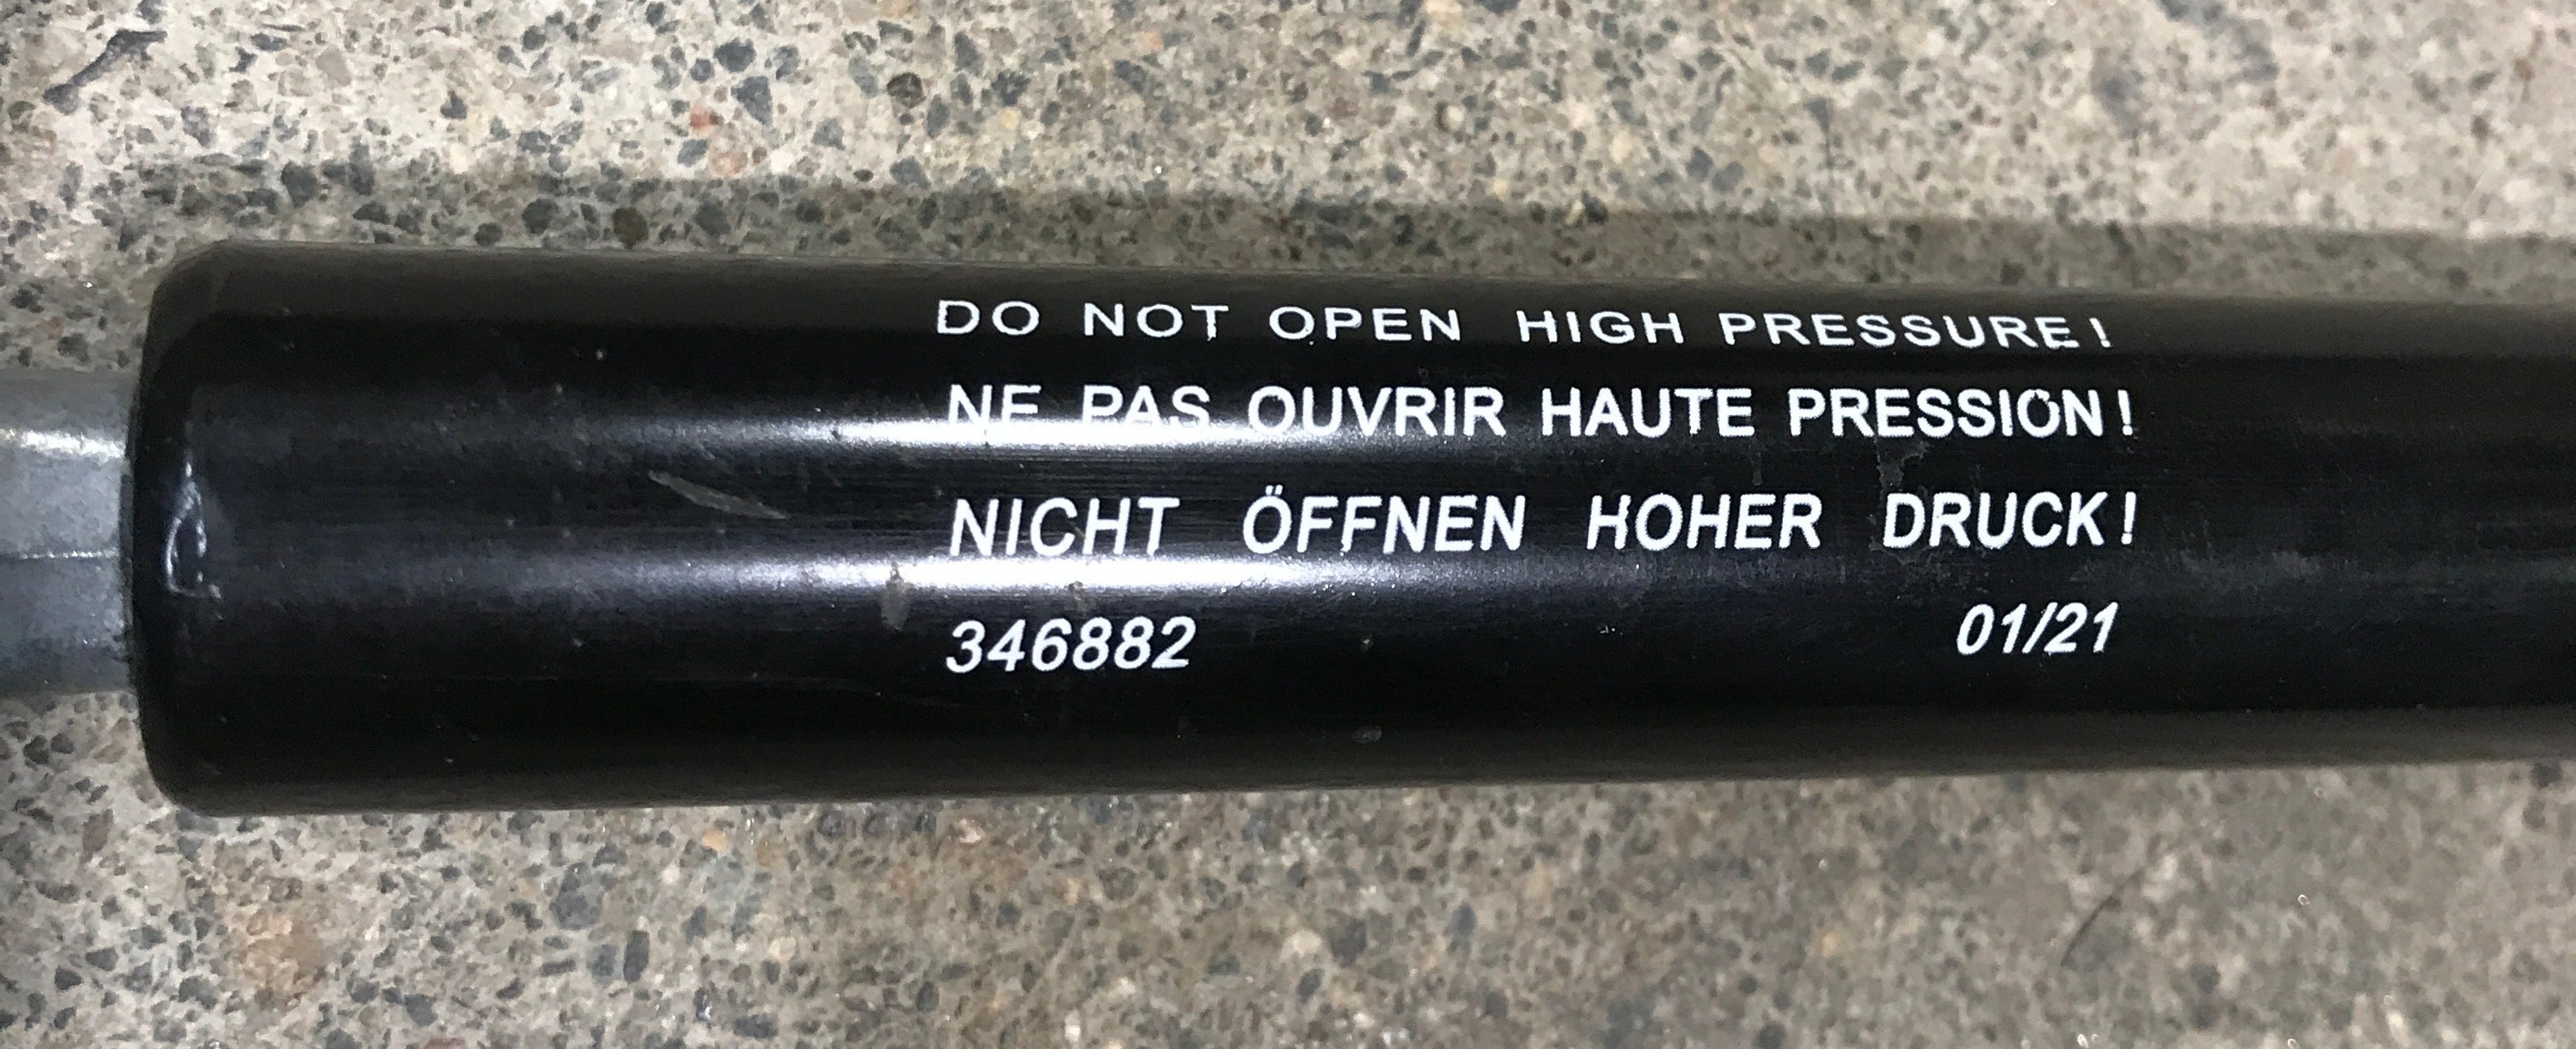 DO NOT OPEN HIGH PRESSURE!
NE PAS OUVRIR HAUTE PRESSION!
NICHT ÖFFNEN HOHER DRUCK!
346882 01/21